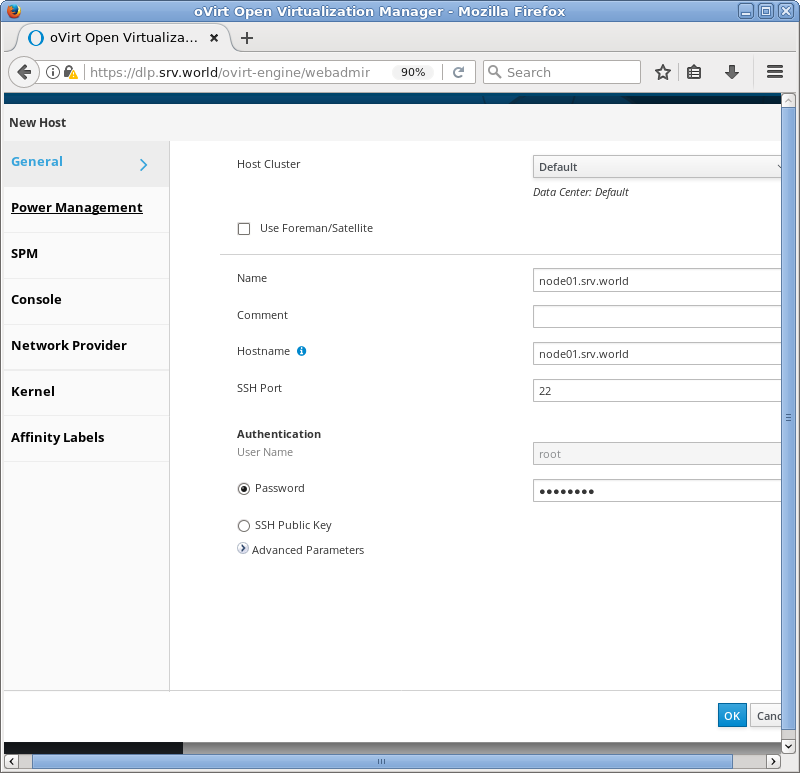 oVirt Open Virtualization Manager - Mozilla Firefox
oVirt Open Virtualiza...
https://dlp.srv.world/ovirt-engine/webadmir
90%
Search
New Host
General
Power Management
SPM
Console
Network Provider
Kernel
Affinity Labels
Host Cluster
Default
Data Center: Default
Use Foreman/Satellite
Name
node01.srv.world
Comment
Hostname
node01.srv.world
SSH Port
22
Authentication
User Name
root
Password
●●●●●●●●
SSH Public Key
Advanced Parameters
OK
Canc